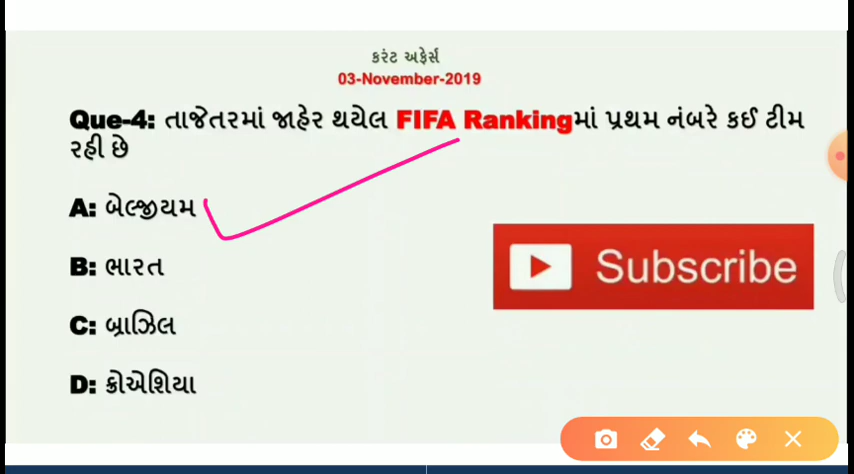 કરંટ અફેર્સ
03-November-2019
Que-4: તાજેતરમાં જાહેર થયેલ FIFA Rankingમાં પ્રથમ નંબરે કઈ ટીમ
રહી છે
A: બેલ્જીયમ
B: ભારત
Subscribe
C: બ્રાઝિલ
D: ક્રોએશિયા